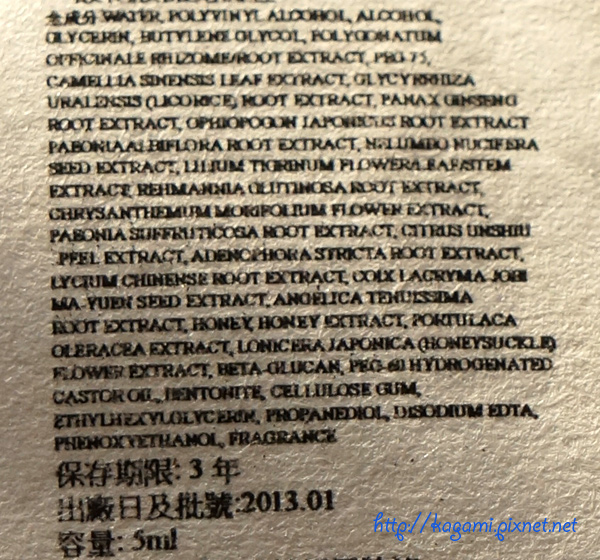 全成分 WATER, POLYVINYL ALCOHOL, ALCOHOL,
GLYCERIN, BUTYLENE GLYCOL, POLYGONATUM
OFFICINALE RHIZOME/ROOT EXTRACT, PEG-75,
CAMELLIA SINENSIS LEAF EXTRACT, GLYCYRRHIZA
URALENSIS (LICORICE) ROOT EXTRACT, PANAX GINSENG
ROOT EXTRACT, OPHIOPOGON JAPONICUS ROOT EXTRACT
PAEONIA ALBIFLORA ROOT EXTRACT, NELUMBO NUCIFERA
SEED EXTRACT, LILIUM TIGRINUM FLOWER/LEAF/STEM
EXTRACT, REHMANNIA GLUTINOSA ROOT EXTRACT,
CHRYSANTHEMUM MORIFOLIUM FLOWER EXTRACT,
PAEONIA SUFFRUTICOSA ROOT EXTRACT, CITRUS UNSHIU
PEEL EXTRACT, ADENOPHORA STRICTA ROOT EXTRACT,
LYCIUM CHINENSE ROOT EXTRACT, COIX LACRYMA-JOBI
MA-YUEN SEED EXTRACT, ANGELICA TENUISSIMA
ROOT EXTRACT, HONEY, HONEY EXTRACT, PORTULACA
OLERACEA EXTRACT, LONICERA JAPONICA (HONEYSUCKLE)
FLOWER EXTRACT, BETA-GLUCAN, PEG-60 HYDROGENATED
CASTOR OIL, BENTONITE, CELLULOSE GUM,
ETHYLHEXYLGLYCERIN, PROPANEDIOL, DISODIUM EDTA,
PHENOXYETHANOL, FRAGRANCE
保存期限: 3 年
出廠日及批號:2013.01
容量: 5ml
http://kagami.pixnet.net